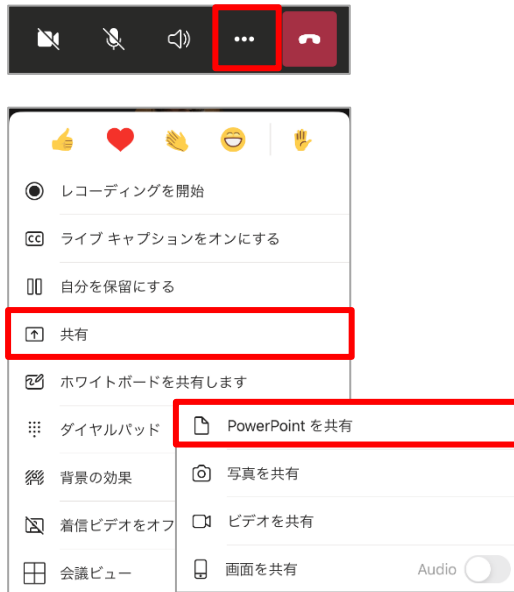 レコーディングを開始
CC
ライブ キャプションをオンにする
自分を保留にする
共有
ホワイトボードを共有します
ダイヤルパッド
PowerPoint を共有
背景の効果
写真を共有
着信ビデオをオフ
ビデオを共有
会議ビュー
画面を共有 Audio